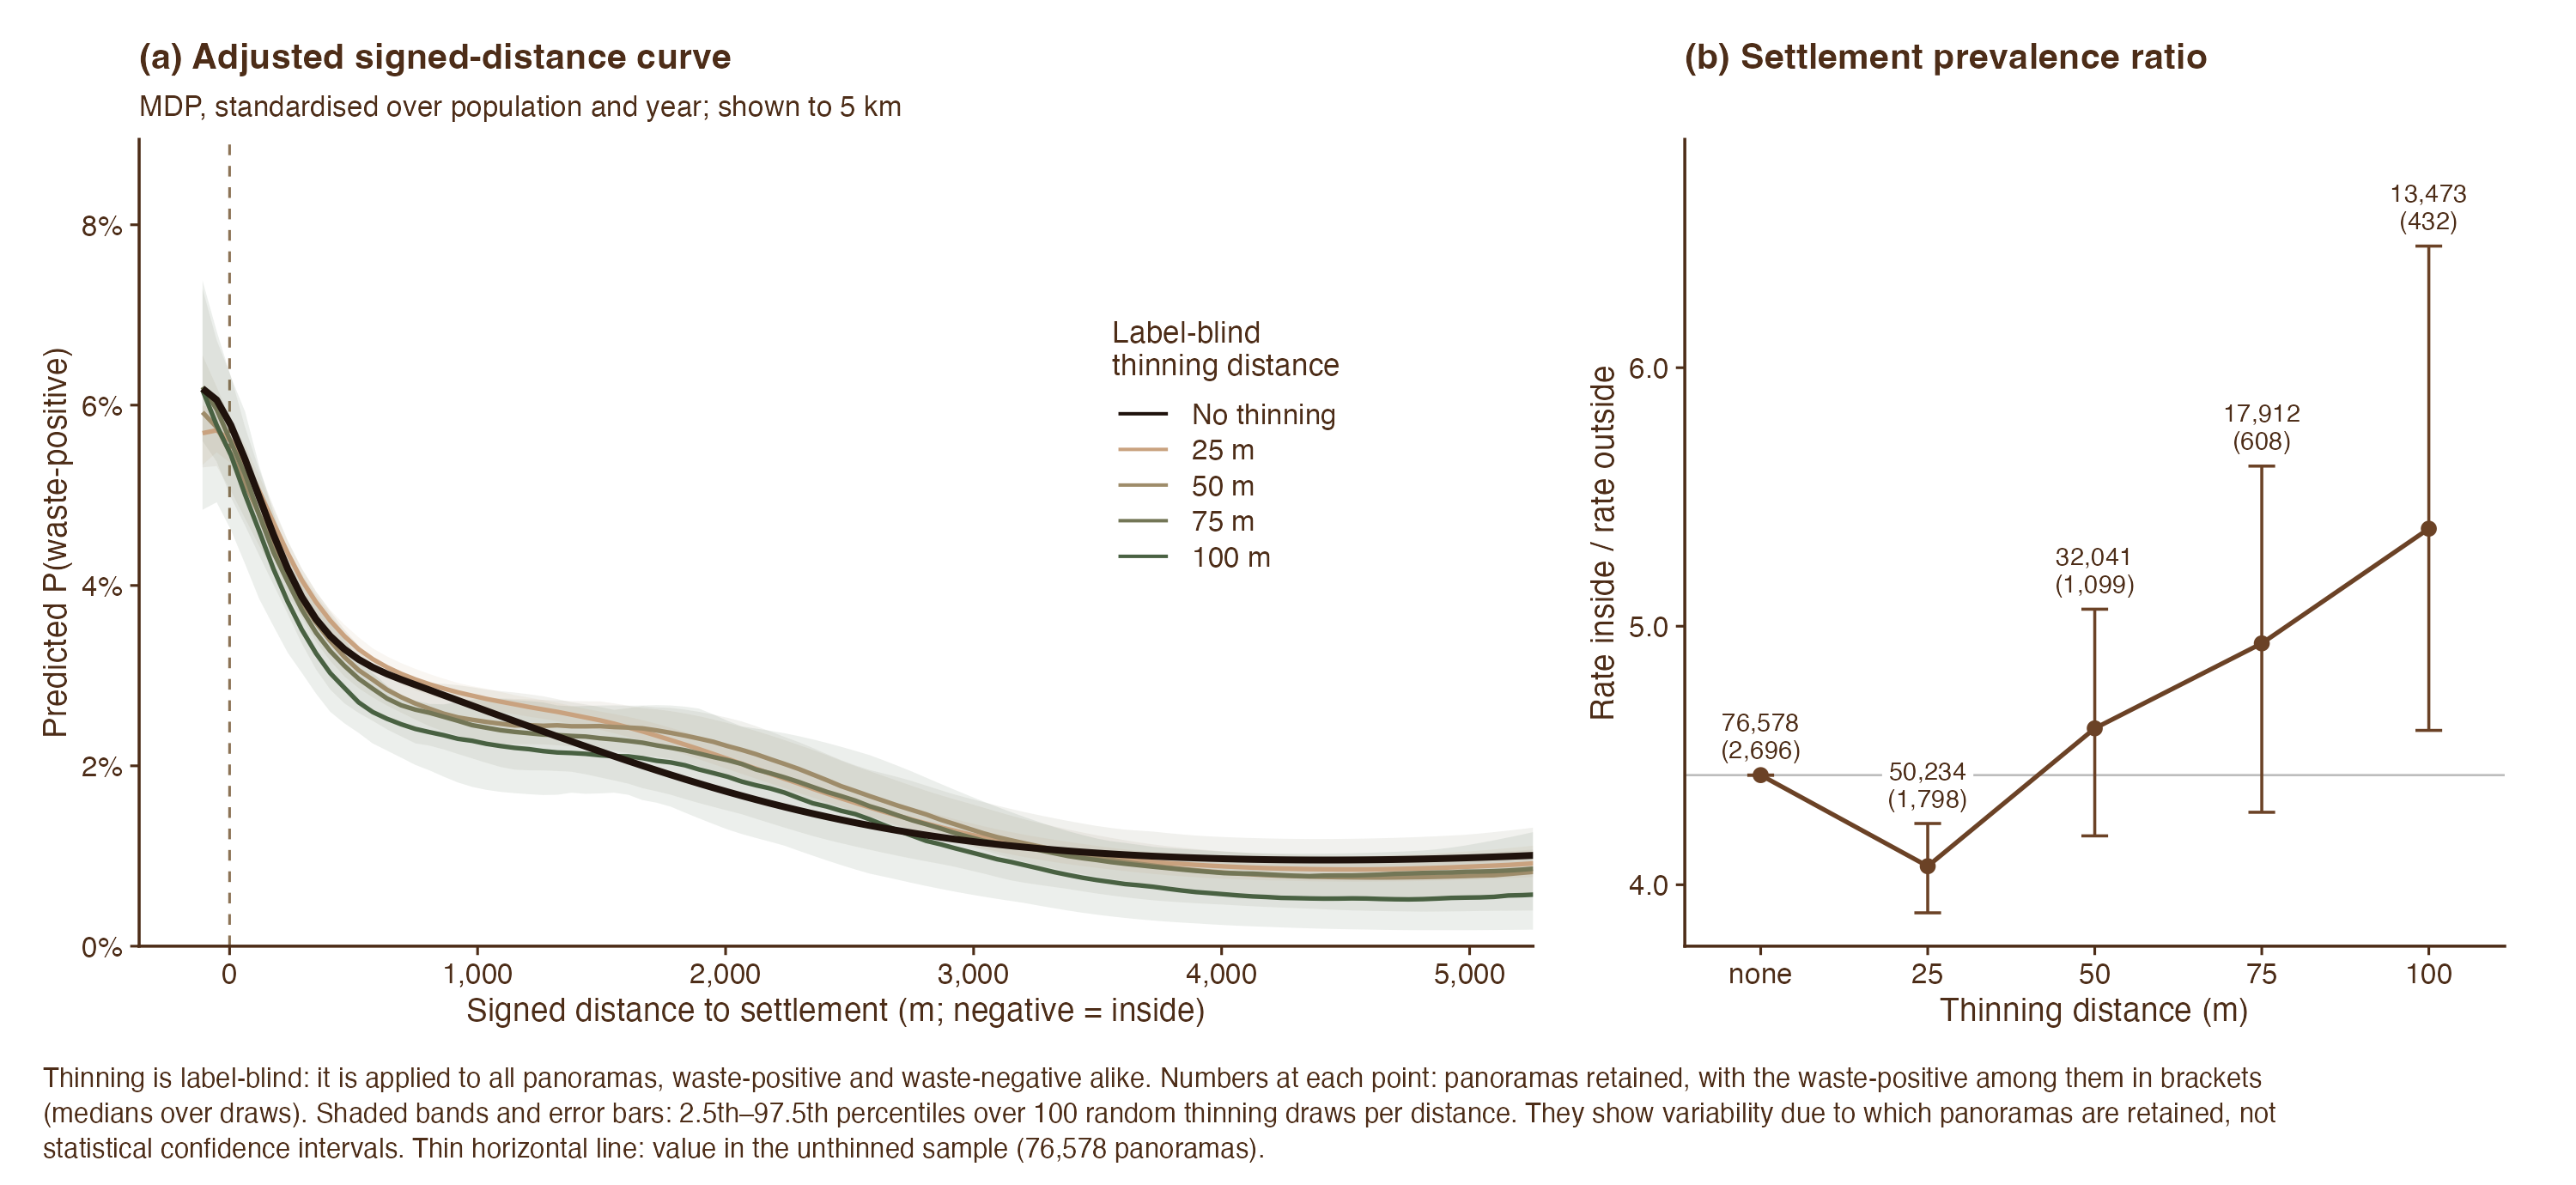 (a) Adjusted signed-distance curve
MDP, standardised over population and year; shown to 5 km
8%
6%
4%
2%
0%
Predicted P(waste-positive)
0
1,000
2,000
3,000
4,000
5,000
Signed distance to settlement (m; negative = inside)
Label-blind
thinning distance
No thinning
25 m
50 m
75 m
100 m
(b) Settlement prevalence ratio
6.0
5.0
4.0
Rate inside / rate outside
76,578
(2,696)
50,234
(1,798)
32,041
(1,099)
17,912
(608)
13,473
(432)
none
25
50
75
100
Thinning distance (m)
Thinning is label-blind: it is applied to all panoramas, waste-positive and waste-negative alike. Numbers at each point: panoramas retained, with the waste-positive among them in brackets
(medians over draws). Shaded bands and error bars: 2.5th–97.5th percentiles over 100 random thinning draws per distance. They show variability due to which panoramas are retained, not
statistical confidence intervals. Thin horizontal line: value in the unthinned sample (76,578 panoramas).